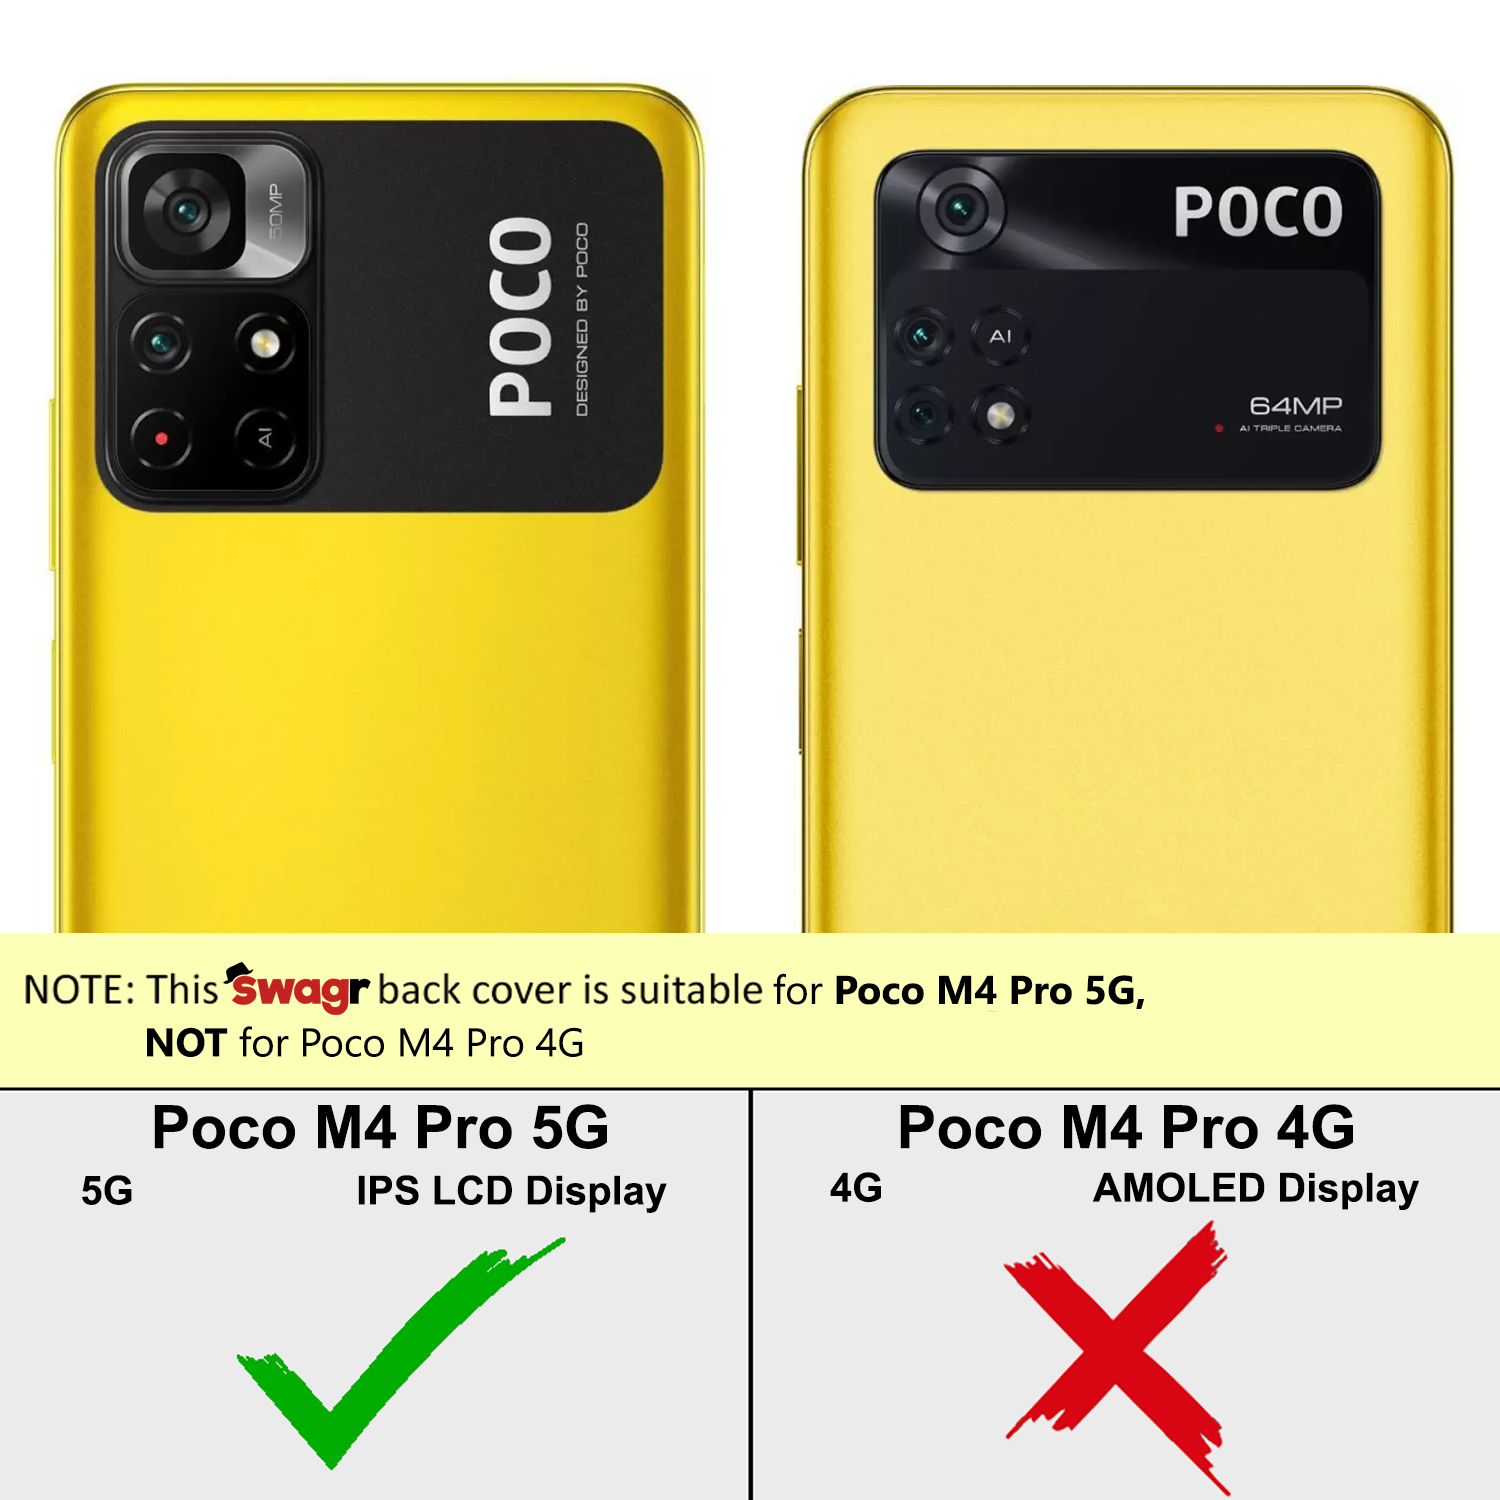 50MP
POCO
DESIGNED BY POCO
AI
POCO
AI
64MP
AI TRIPLE CAMERA
NOTE: This Swagr back cover is suitable for Poco M4 Pro 5G,
NOT for Poco M4 Pro 4G
Poco M4 Pro 5G
5G IPS LCD Display
Poco M4 Pro 4G
4G AMOLED Display